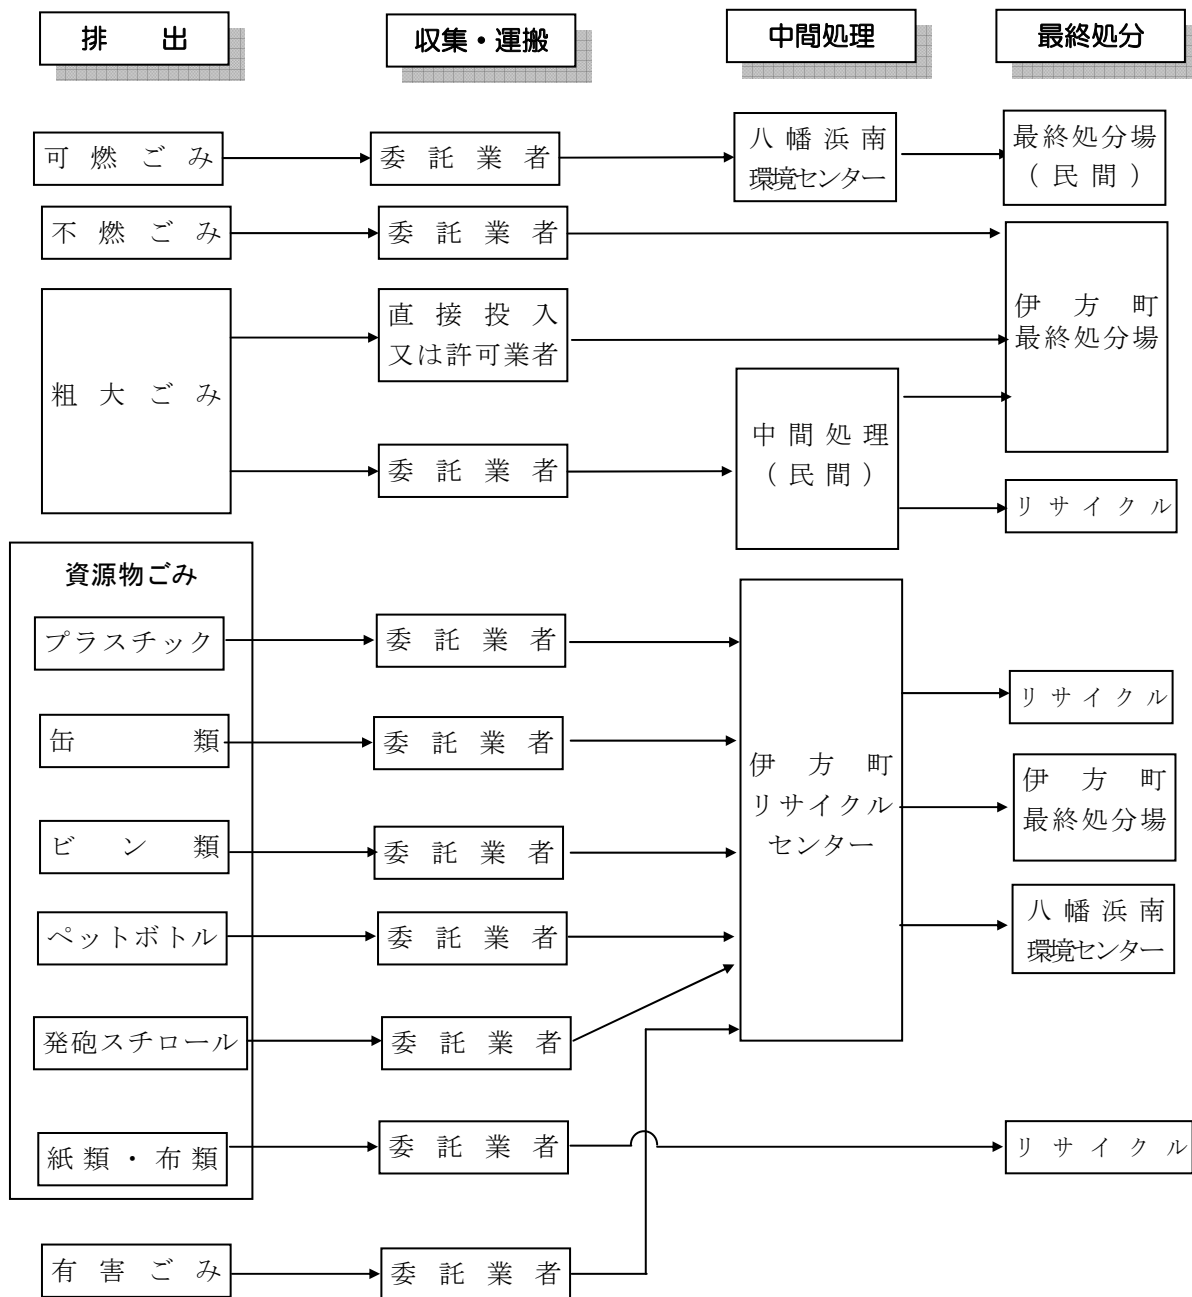 排出
収集・運搬
中間処理
最終処分
可燃ごみ
委託業者
八幡浜南
環境センター
最終処分場
（民間）
不燃ごみ
委託業者
伊方町
最終処分場
粗大ごみ
直接投入
又は許可業者
委託業者
中間処理
（民間）
リサイクル
資源物ごみ
プラスチック
委託業者
缶類
委託業者
ビン類
委託業者
ペットボトル
委託業者
発砲スチロール
委託業者
伊方町
リサイクル
センター
リサイクル
伊方町
最終処分場
八幡浜南
環境センター
紙類・布類
委託業者
リサイクル
有害ごみ
委託業者